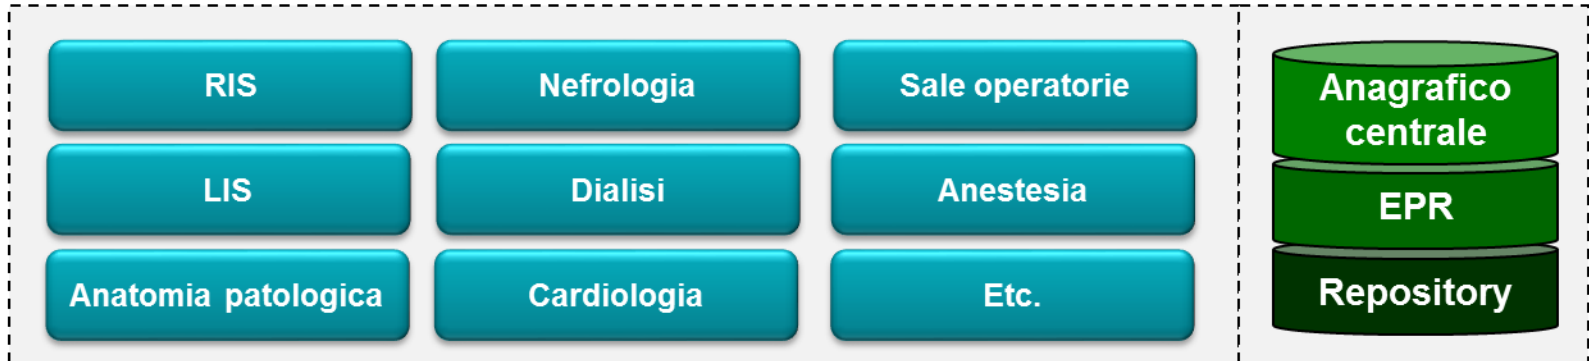 RIS
Nefrologia
Sale operatorie
LIS
Dialisi
Anestesia
Anatomia patologica
Cardiologia
Etc.
Anagrafico
centrale
EPR
Repository